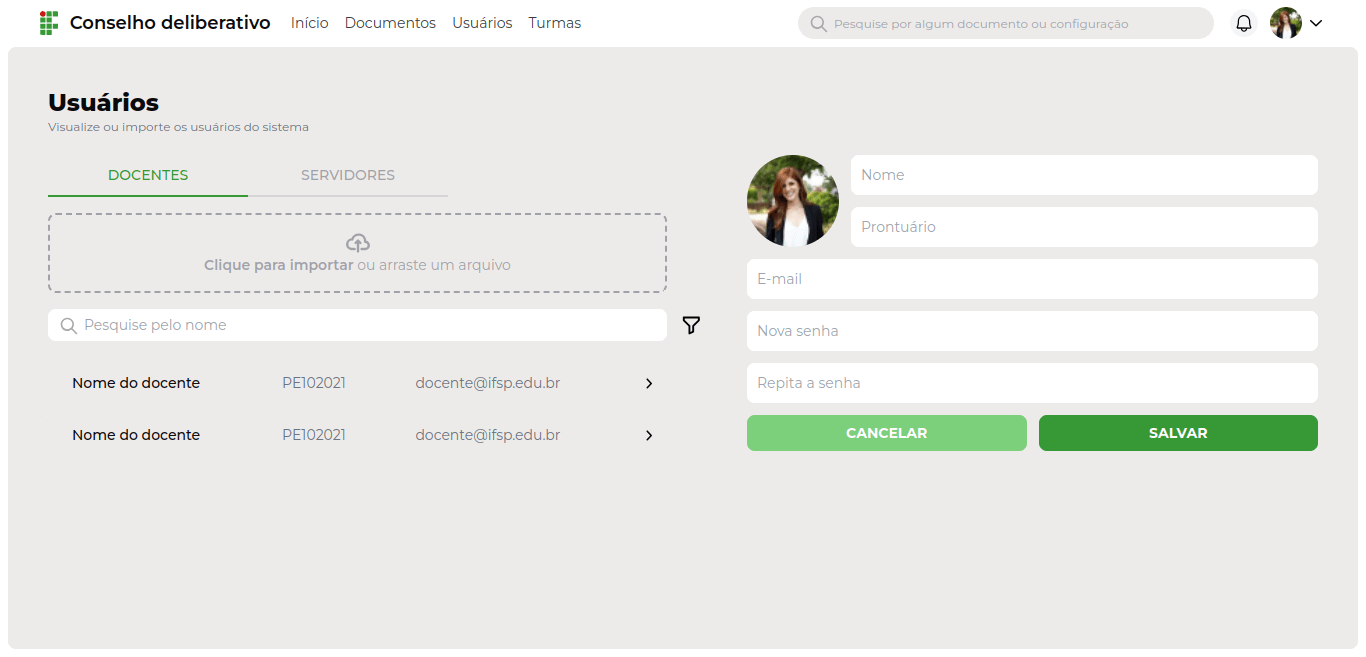 Conselho deliberativo Início Documentos Usuários Turmas Pesquise por algum documento ou configuração
Usuários
Visualize ou importe os usuários do sistema
DOCENTES SERVIDORES
Clique para importar ou arraste um arquivo
Pesquise pelo nome
Nome do docente PE102021 docente@ifsp.edu.br
Nome do docente PE102021 docente@ifsp.edu.br
Nome
Prontuário
E-mail
Nova senha
Repita a senha
CANCELAR SALVAR